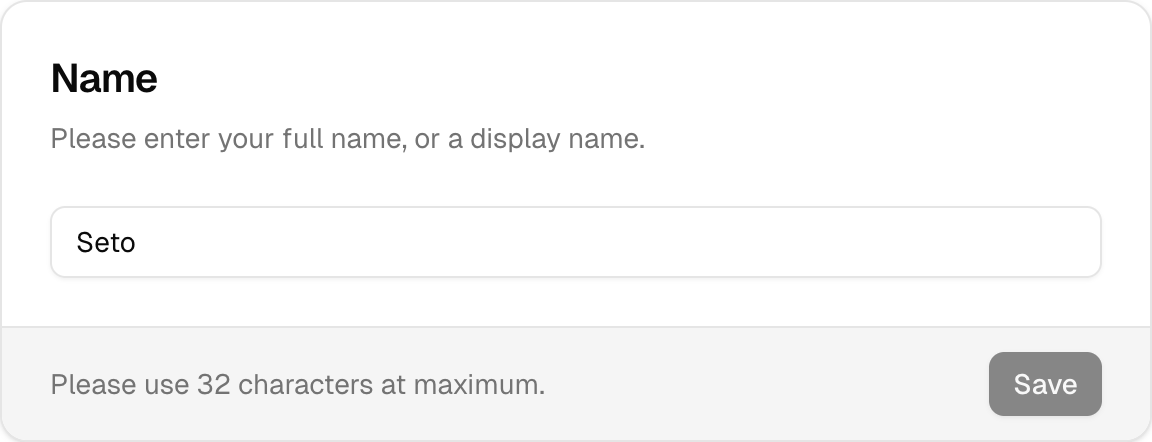 Name
Please enter your full name, or a display name.
Seto
Please use 32 characters at maximum.
Save